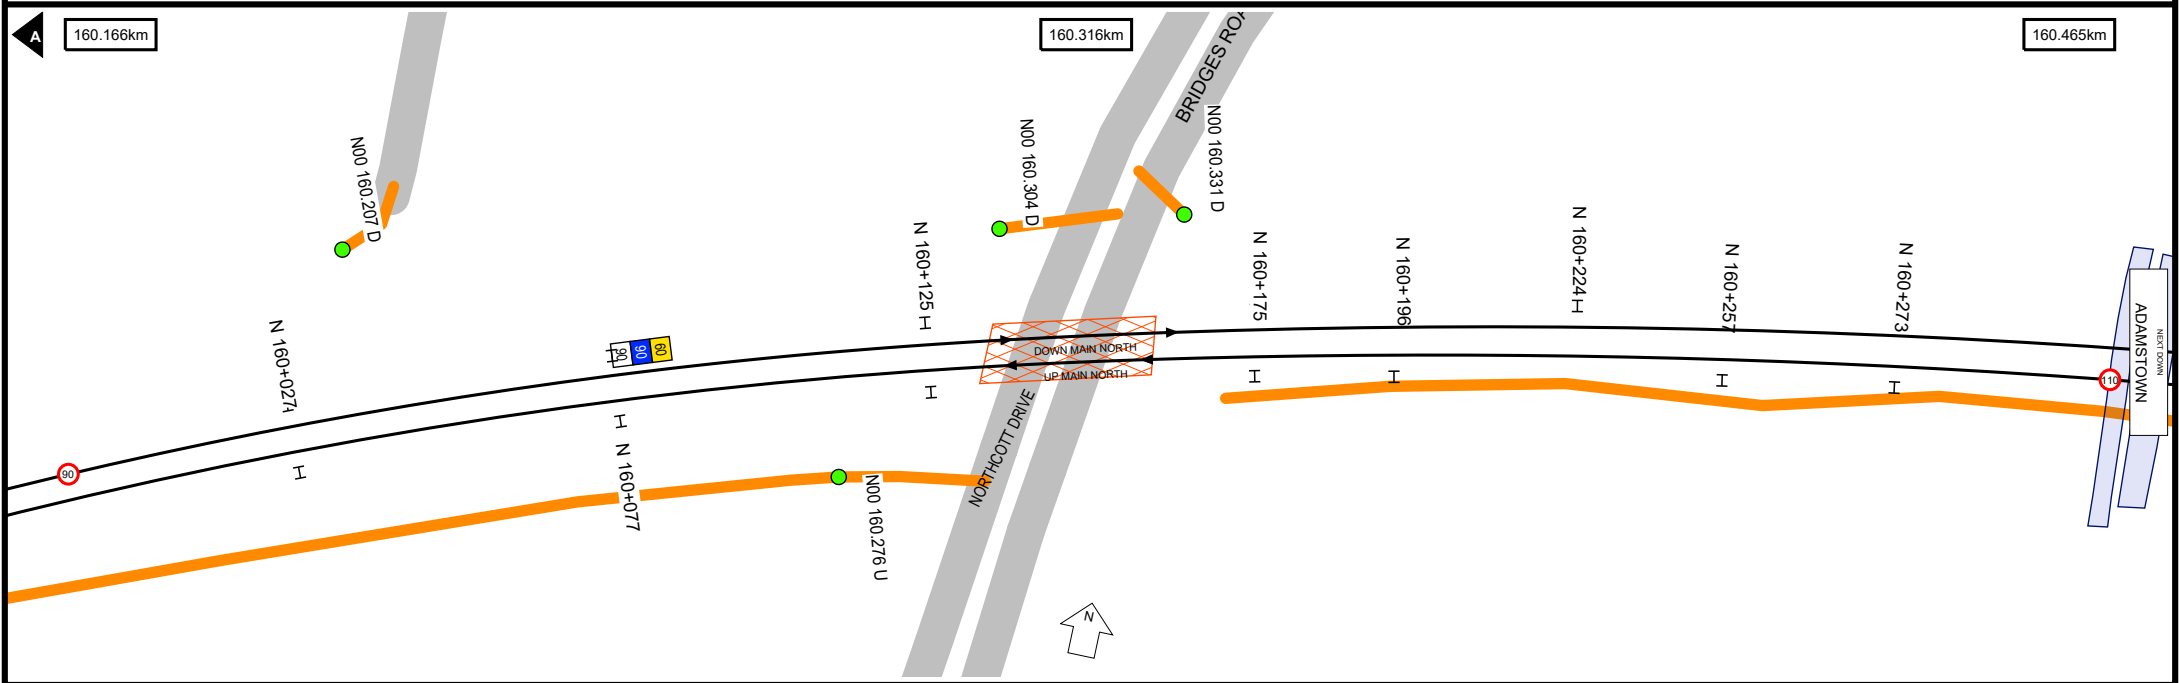 A
160.166km
160.316km
160.465km
BRIDGES ROA
N00 160.207 D
N00 160.304 D
N00 160.331 D
N 160+027
N 160+125
N 160+175
N 160+196
N 160+224
N 160+257
N 160+273
90
90
60
DOWN MAIN NORTH
UP MAIN NORTH
NORTHCOTT DRIVE
90
N 160+077
N00 160.276 U
110
ADAMSTOWN
NEXT DOWN
N